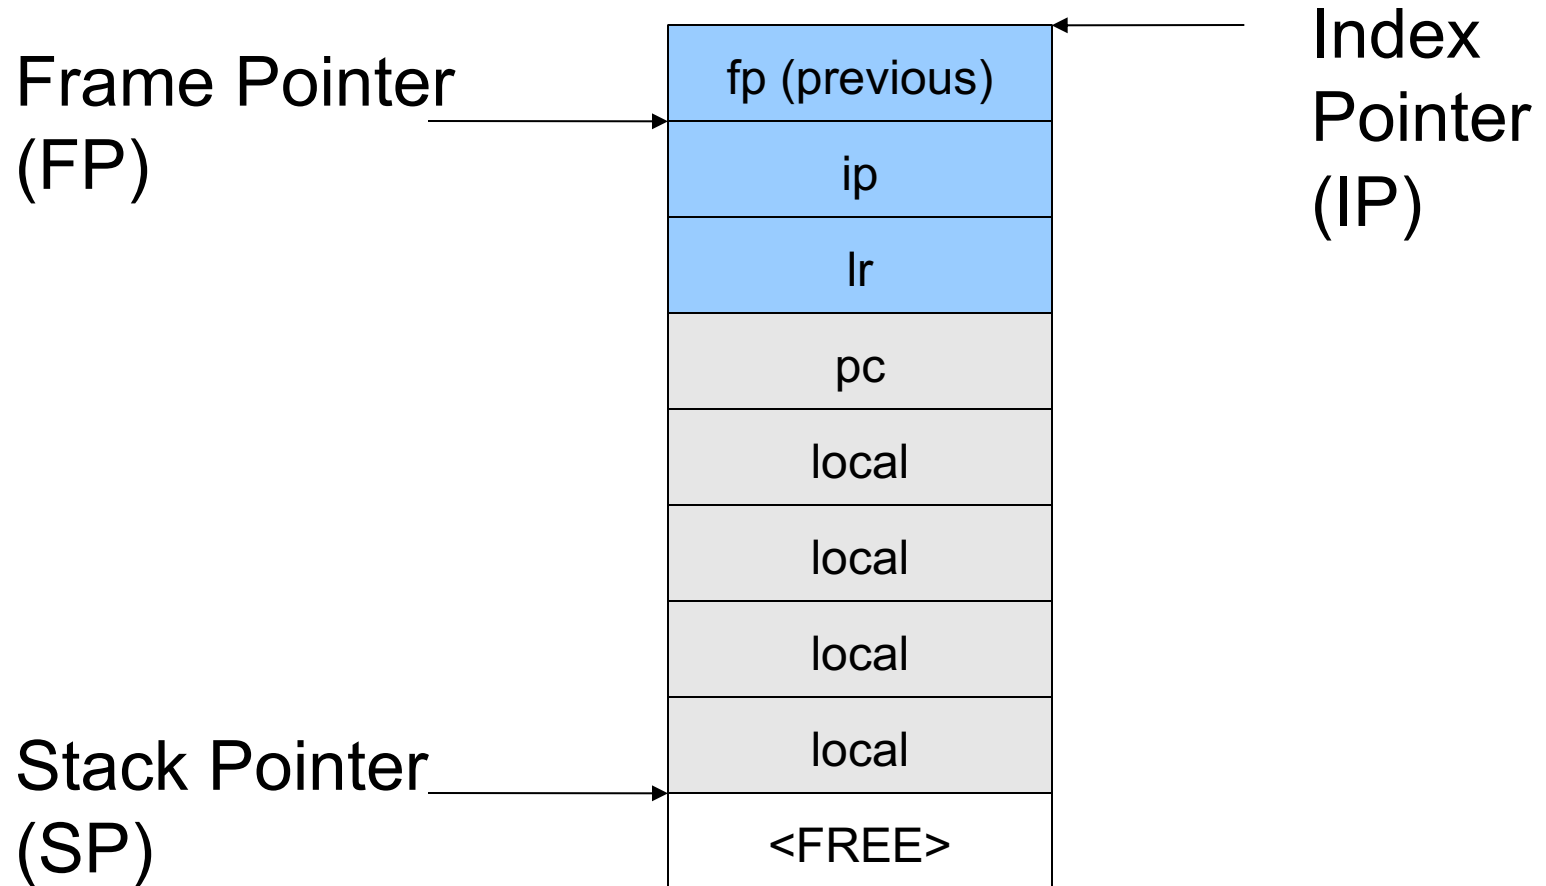 Frame Pointer
(FP)
fp (previous)
Index
Pointer
(IP)
ip
lr
pc
local
local
local
local
Stack Pointer
(SP)
<FREE>